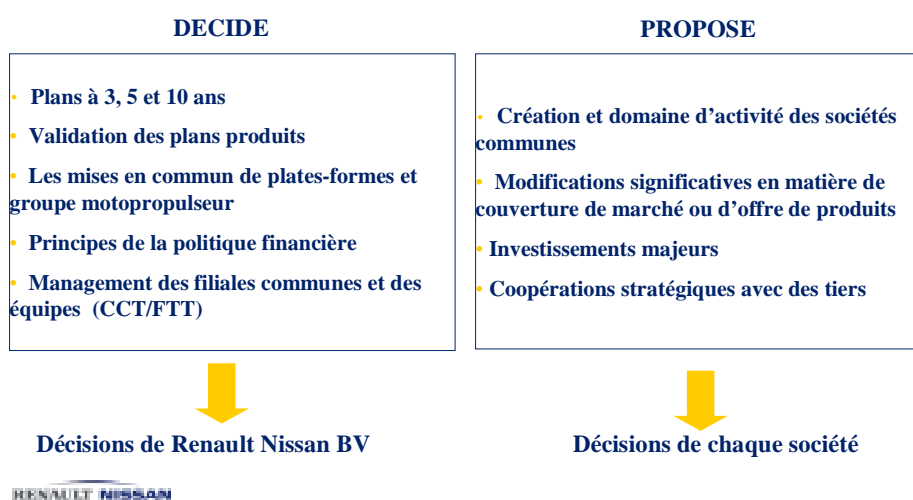 DECIDE
• Plans à 3, 5 et 10 ans
• Validation des plans produits
• Les mises en commun de plates-formes et
groupe motopropulseur
• Principes de la politique financière
• Management des filiales communes et des
équipes (CCT/FTT)
Décisions de Renault Nissan BV
PROPOSE
• Création et domaine d’activité des sociétés
communes
• Modifications significatives en matière de
couverture de marché ou d’offre de produits
• Investissements majeurs
• Coopérations stratégiques avec des tiers
Décisions de chaque société
RENAULT NISSAN